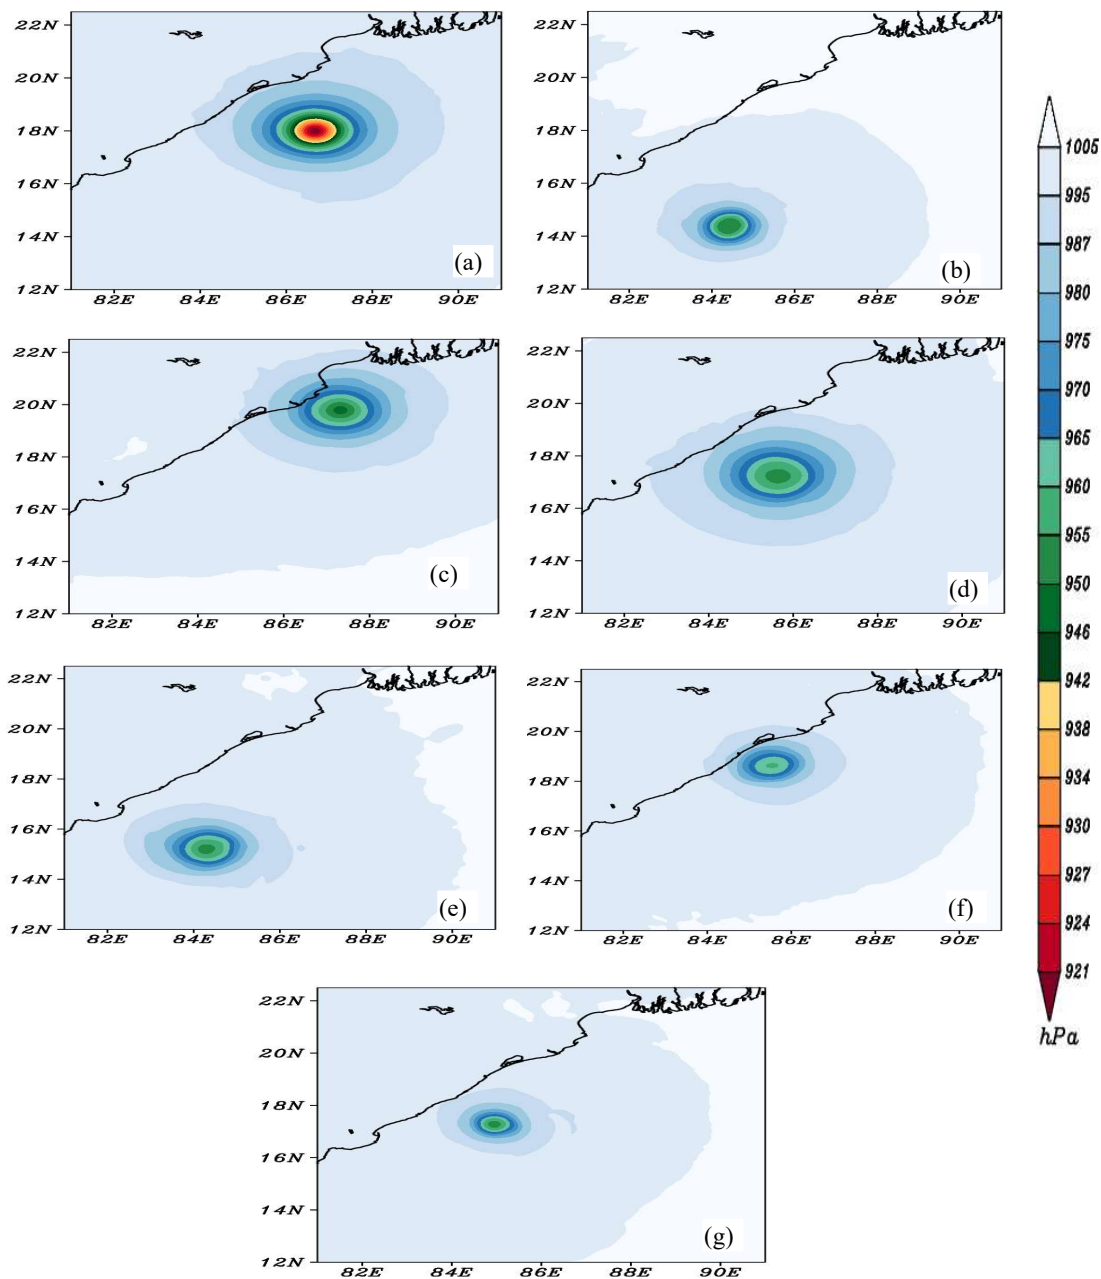 22N
20N
18N
16N
14N
12N
82E 84E 86E 88E 90E
(a)
22N
20N
18N
16N
14N
12N
82E 84E 86E 88E 90E
(b)
22N
20N
18N
16N
14N
12N
82E 84E 86E 88E 90E
(c)
22N
20N
18N
16N
14N
12N
82E 84E 86E 88E 90E
(d)
22N
20N
18N
16N
14N
12N
82E 84E 86E 88E 90E
(e)
22N
20N
18N
16N
14N
12N
82E 84E 86E 88E 90E
(f)
22N
20N
18N
16N
14N
12N
82E 84E 86E 88E 90E
(g)
1005
995
987
980
975
970
965
960
955
950
946
942
938
934
930
927
924
921
hPa